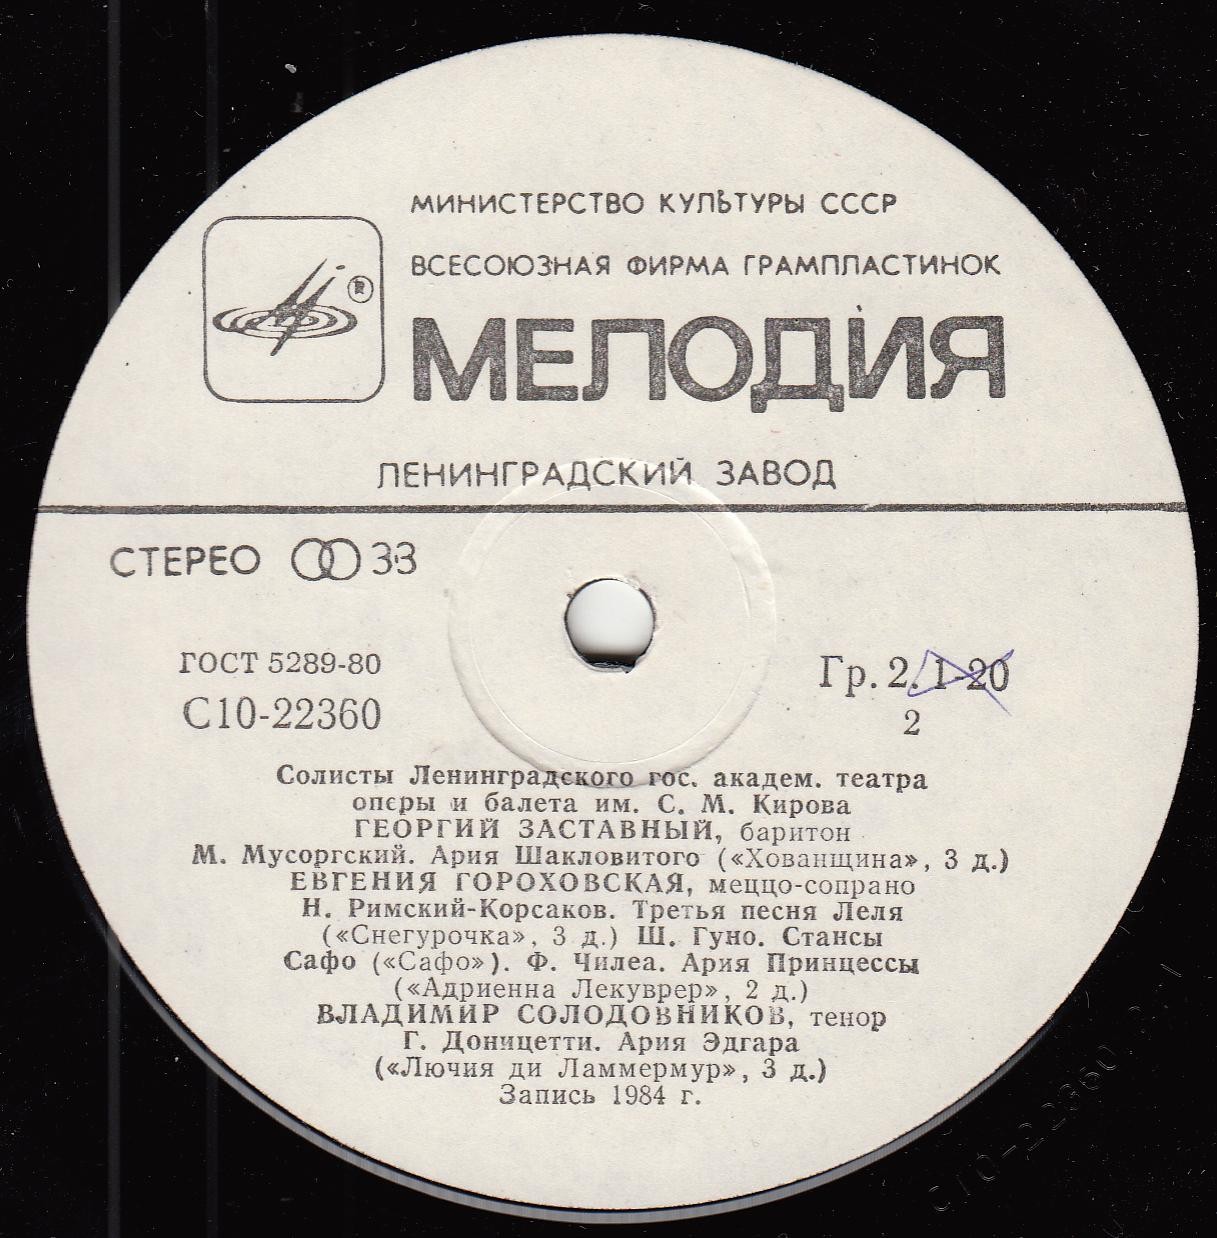 МИНИСТЕРСТВО КУЛЬТУРЫ СССР
ВСЕСОЮЗНАЯ ФИРМА ГРАМПЛАСТИНОК
®
МЕЛОДИЯ
ЛЕНИНГРАДСКИЙ ЗАВОД
СТЕРЕО 33
ГОСТ 5289-80
С10-22360
Гр. 2. 1-20
2
Солисты Ленинградского гос. академ. театра
оперы и балета им. С. М. Кирова
ГЕОРГИЙ ЗАСТАВНЫЙ, баритон
М. Мусоргский. Ария Шакловитого («Хованщина», 3 д.)
ЕВГЕНИЯ ГОРОХОВСКАЯ, меццо-сопрано
Н. Римский-Корсаков. Третья песня Леля
(«Снегурочка», 3 д.) Ш. Гуно. Стансы
Сафо («Сафо»). Ф. Чилеа. Ария Принцессы
(«Адриенна Лекуврер», 2 д.)
ВЛАДИМИР СОЛОДОВНИКОВ, тенор
Г. Доницетти. Ария Эдгара
(«Лючия ди Ламмермур», 3 д.)
Запись 1984 г.
С10-22360